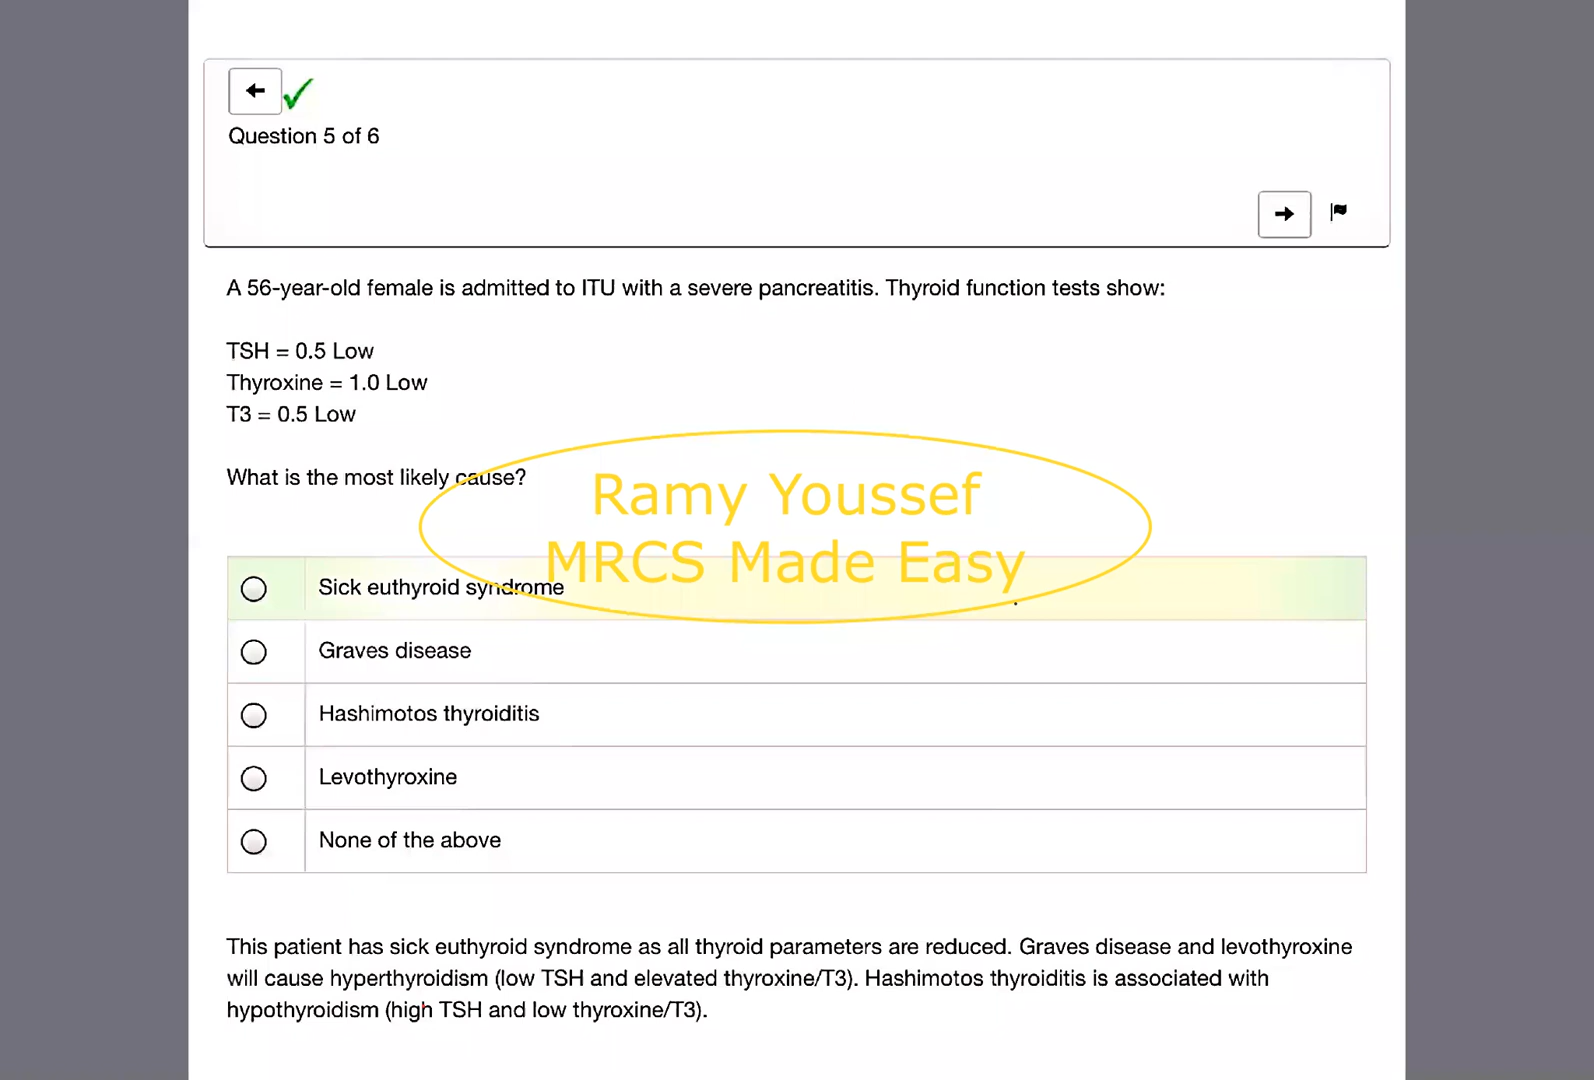 Question 5 of 6
A 56-year-old female is admitted to ITU with a severe pancreatitis. Thyroid function tests show:
TSH = 0.5 Low
Thyroxine = 1.0 Low
T3 = 0.5 Low
What is the most likely cause?
Ramy Youssef
MRCS Made Easy
Sick euthyroid syndrome
Graves disease
Hashimotos thyroiditis
Levothyroxine
None of the above
This patient has sick euthyroid syndrome as all thyroid parameters are reduced. Graves disease and levothyroxine
will cause hyperthyroidism (low TSH and elevated thyroxine/T3). Hashimotos thyroiditis is associated with
hypothyroidism (high TSH and low thyroxine/T3).